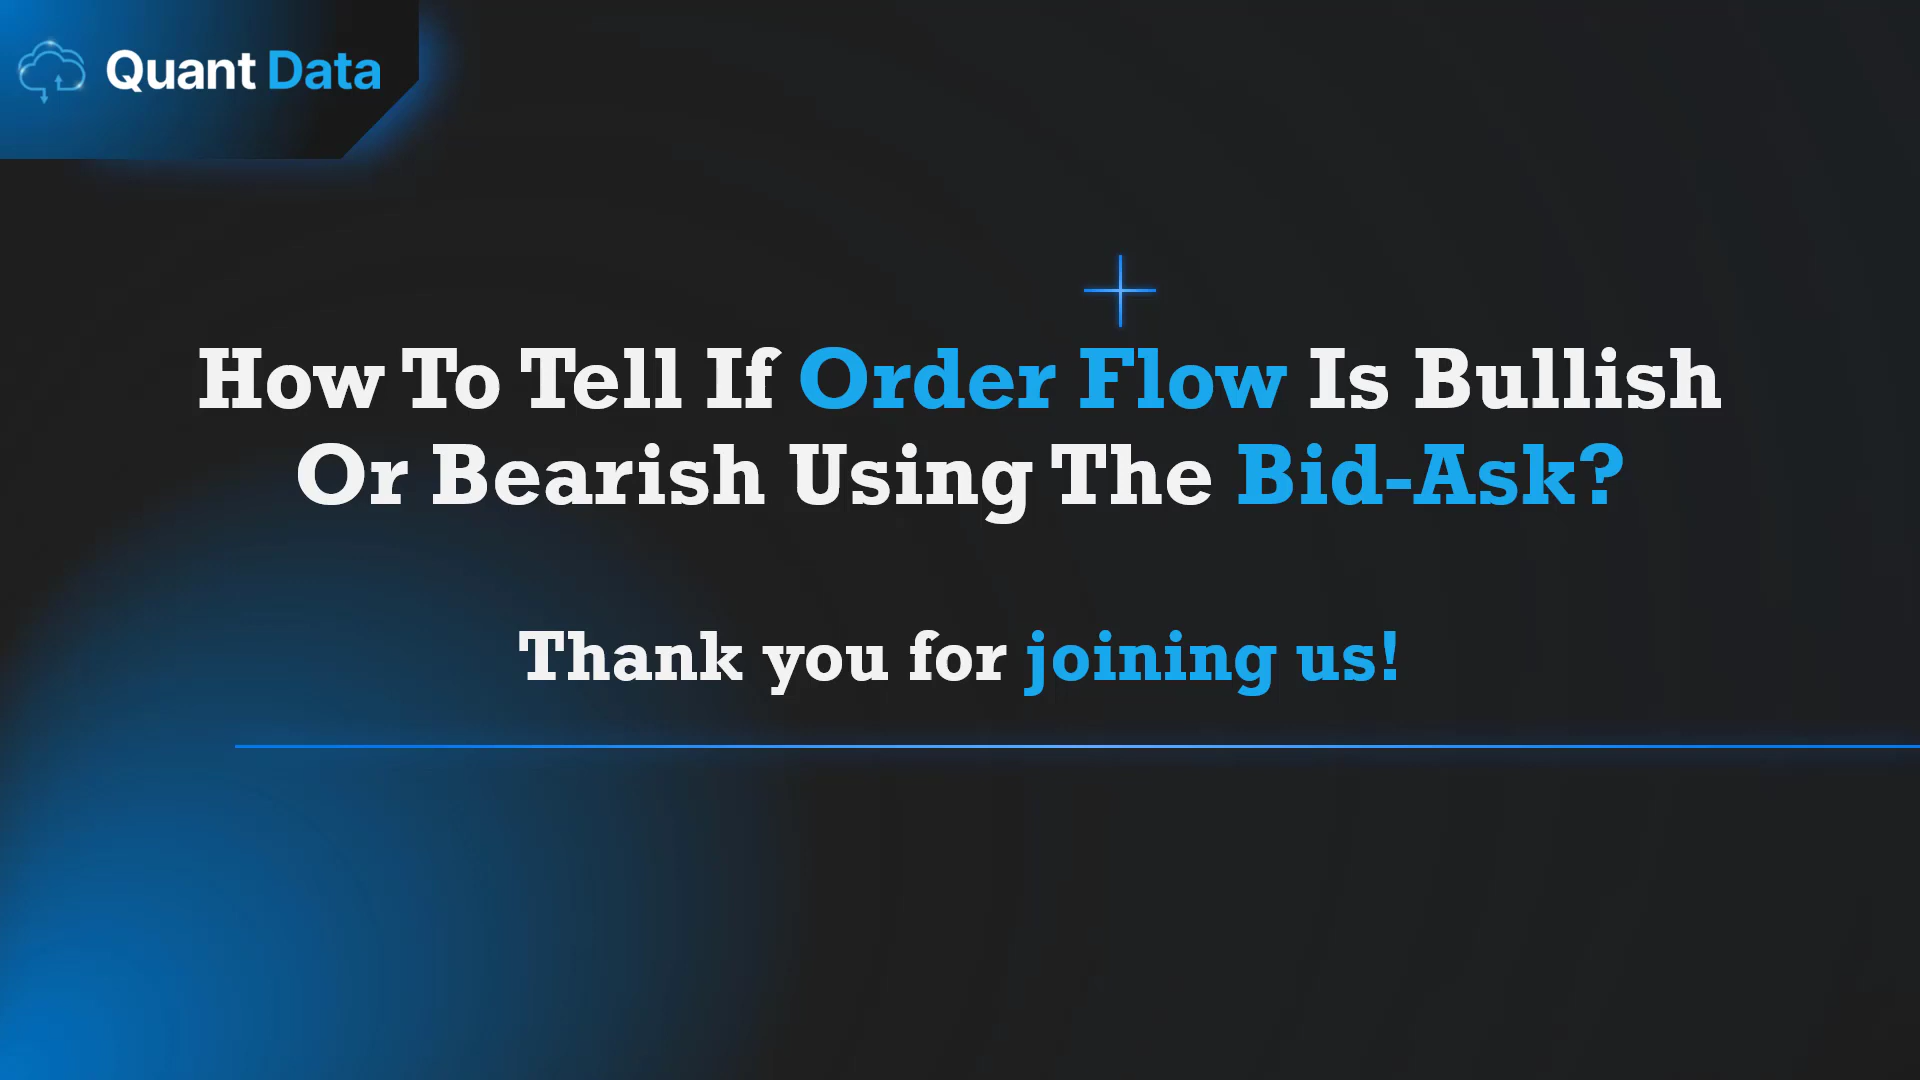 Quant Data
How To Tell If Order Flow Is Bullish
Or Bearish Using The Bid-Ask?
Thank you for joining us!